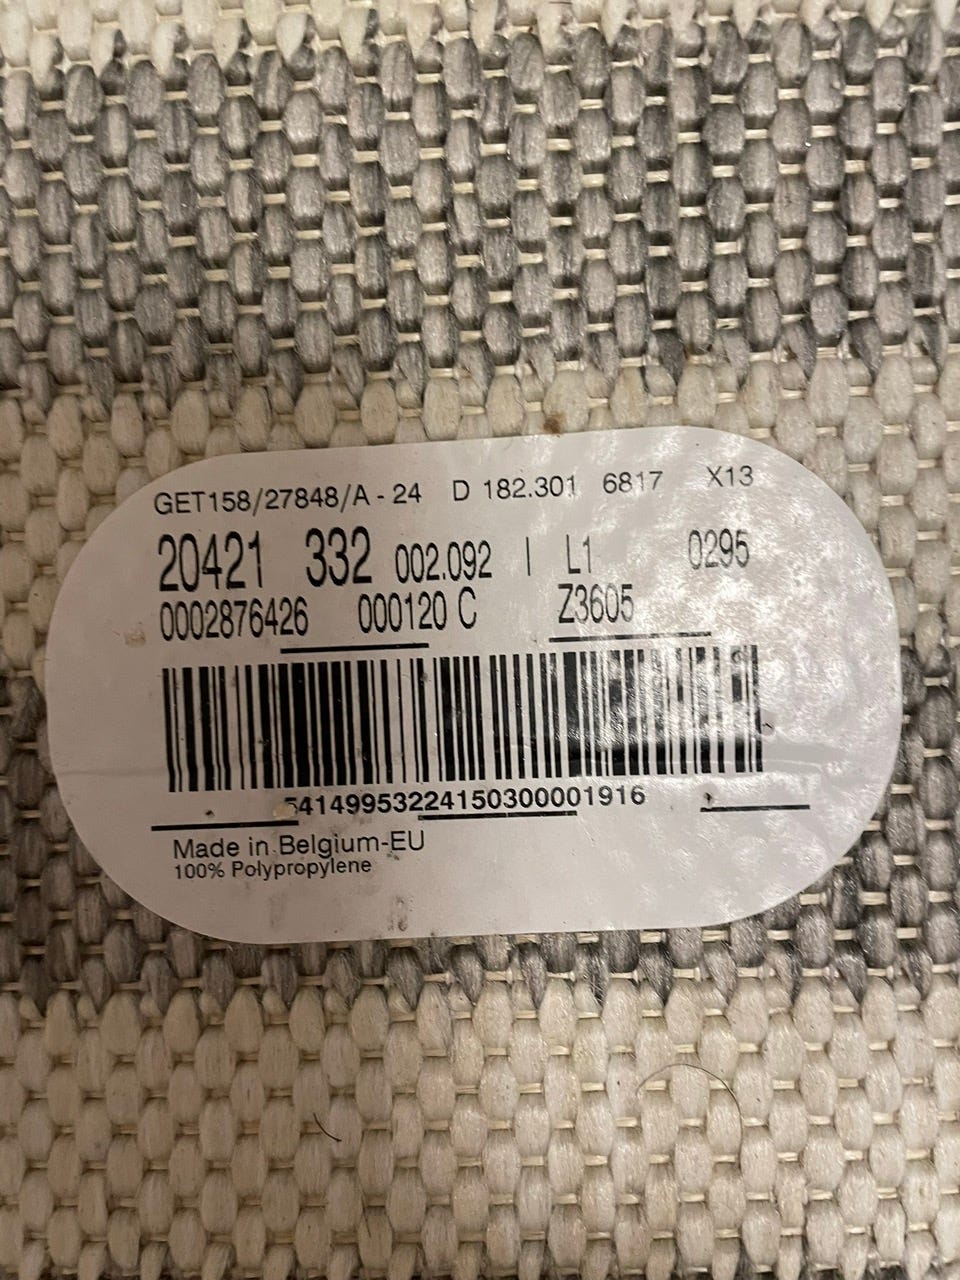 GET158/27848/A - 24 D 182.301 6817 X13
20421 332 002.092 I L1 0295
0002876426 000120 C Z3605
5414995322415030000191​6
Made in Belgium-EU
100% Polypropylene